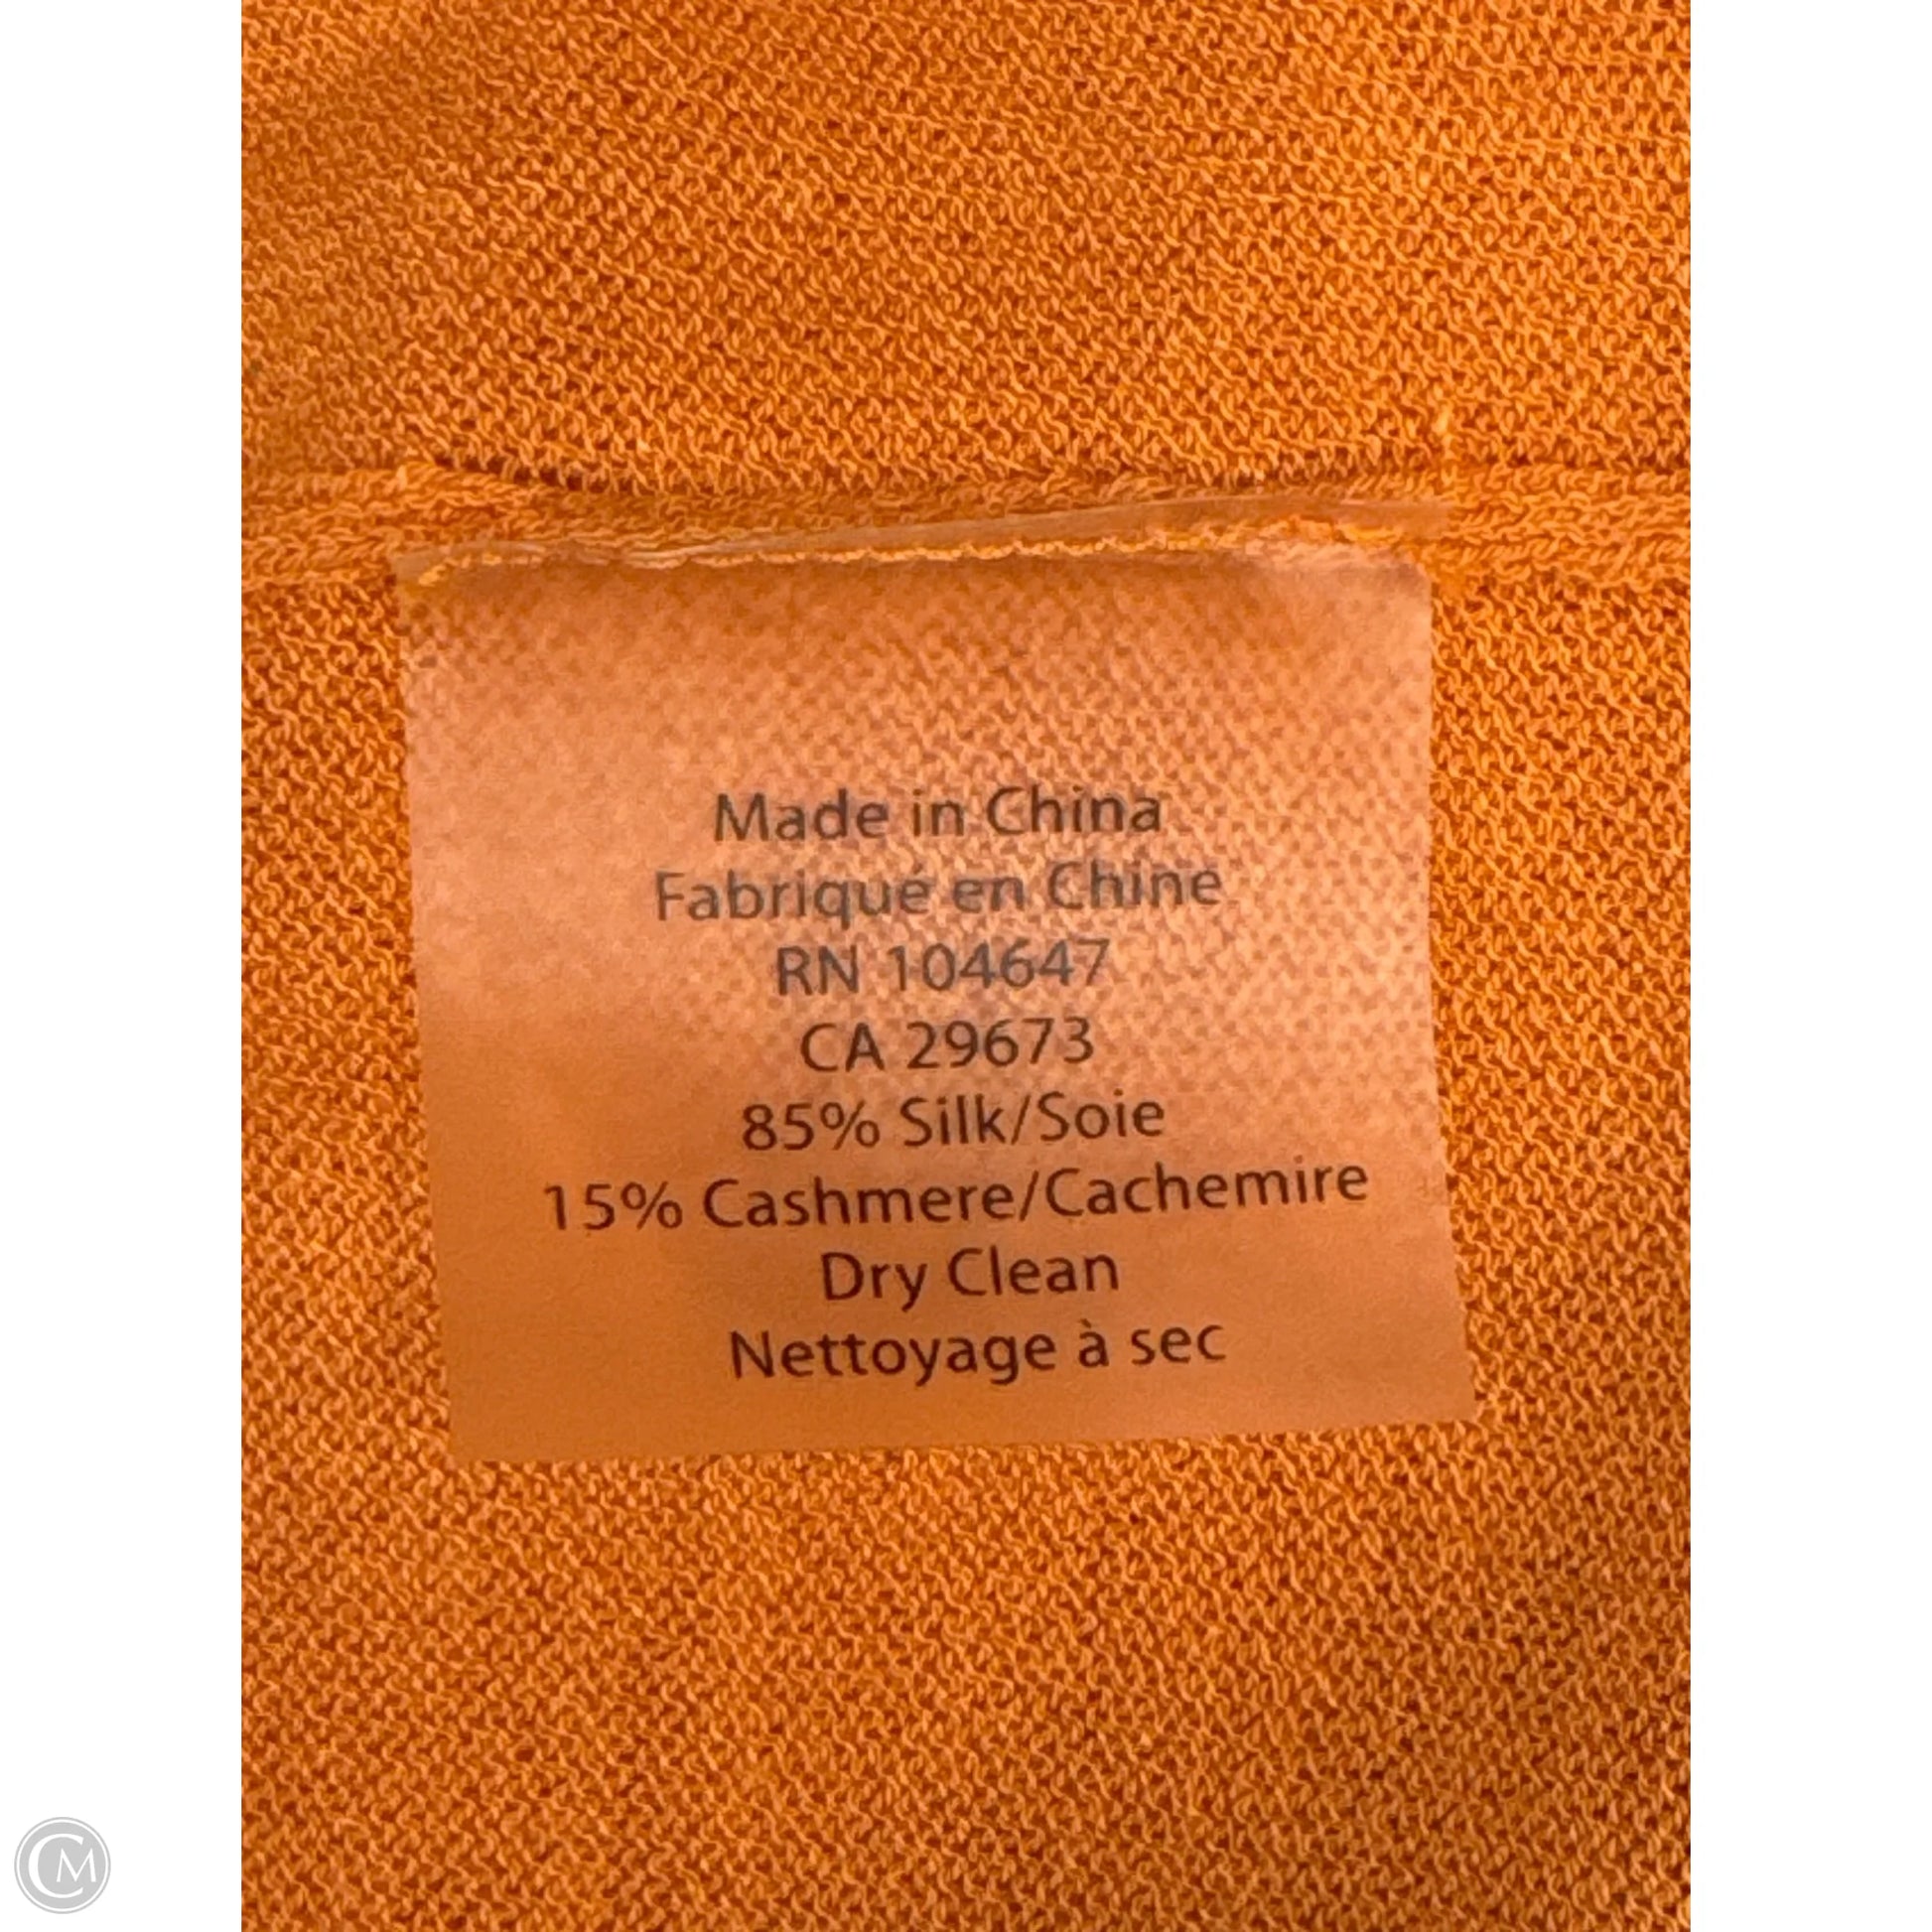 Made in China
Fabriqué en Chine
RN 104647
CA 29673
85% Silk/Soie
15% Cashmere/Cachemire
Dry Clean
Nettoyage à sec
CM